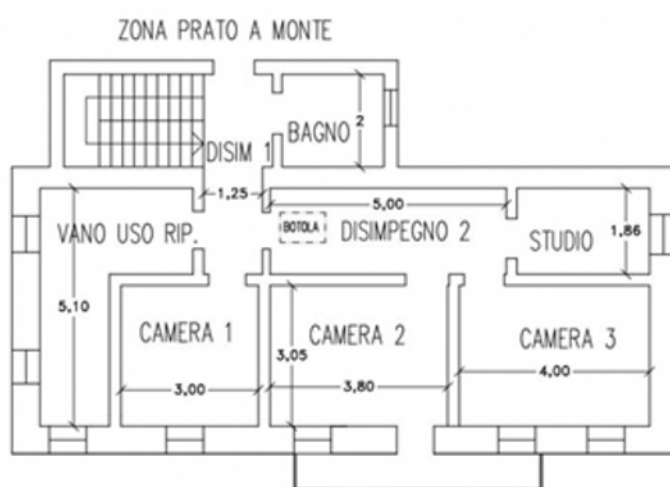 ZONA PRATO A MONTE
BAGNO
2
DISIM 1
1,25
5,00
VANO USO RIP.
BOTOLA
DISIMPEGNO 2
STUDIO
1,86
5,10
CAMERA 1
CAMERA 2
CAMERA 3
3,05
3,00
3,80
4,00